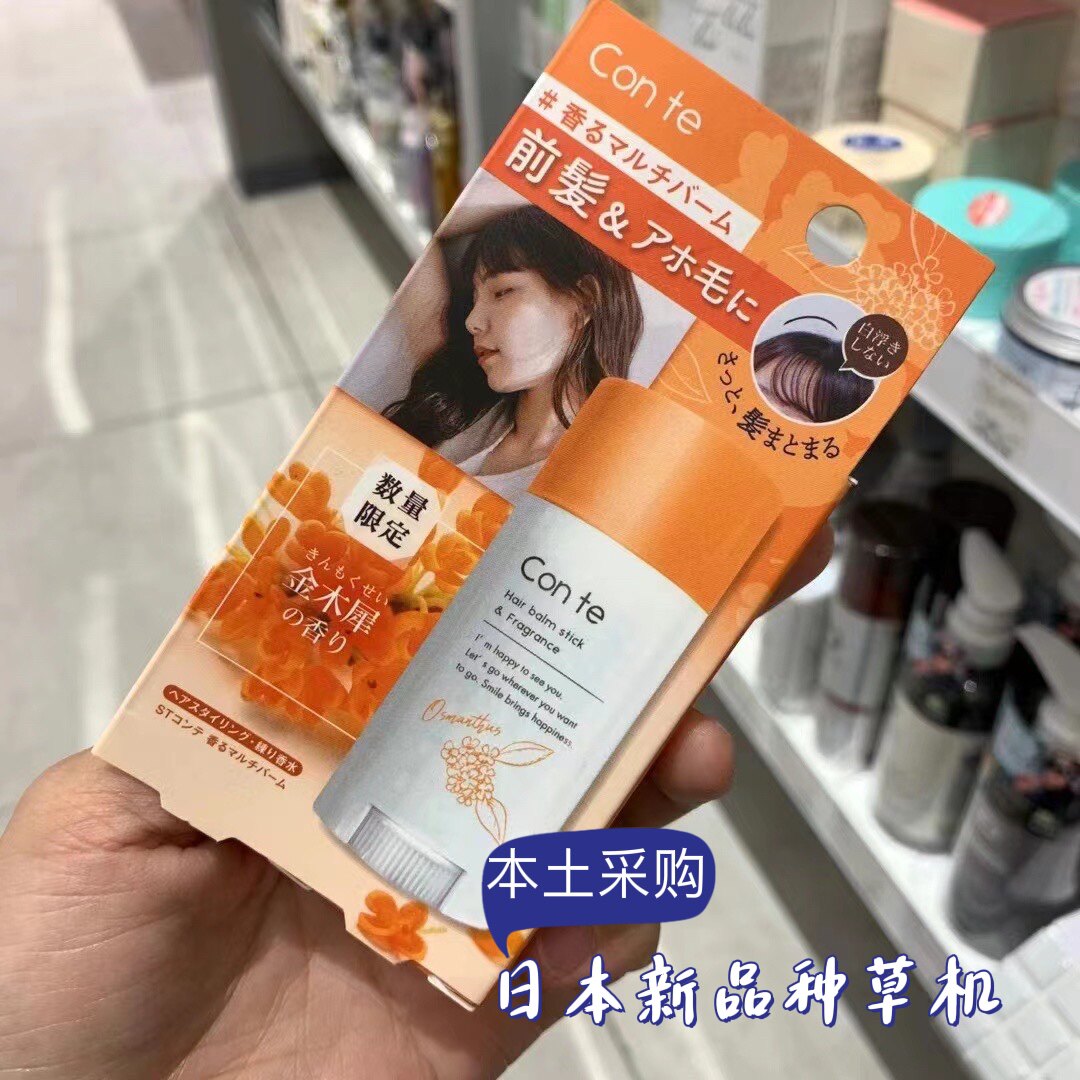 Conte
#香るマルチバーム
前髪&アホ毛に
白浮き
しない
さっと、髪まとまる
数量
限定
きんもくせい
金木犀
の香り
ヘアスタイリング・練り香水
STコンテ 香るマルチバーム
Conte
Hair balm stick
& Fragrance
I'm happy to see you.
Let's go wherever you want
to go. Smile brings happiness.
Osmanthus
本土采购
日本新品种草机